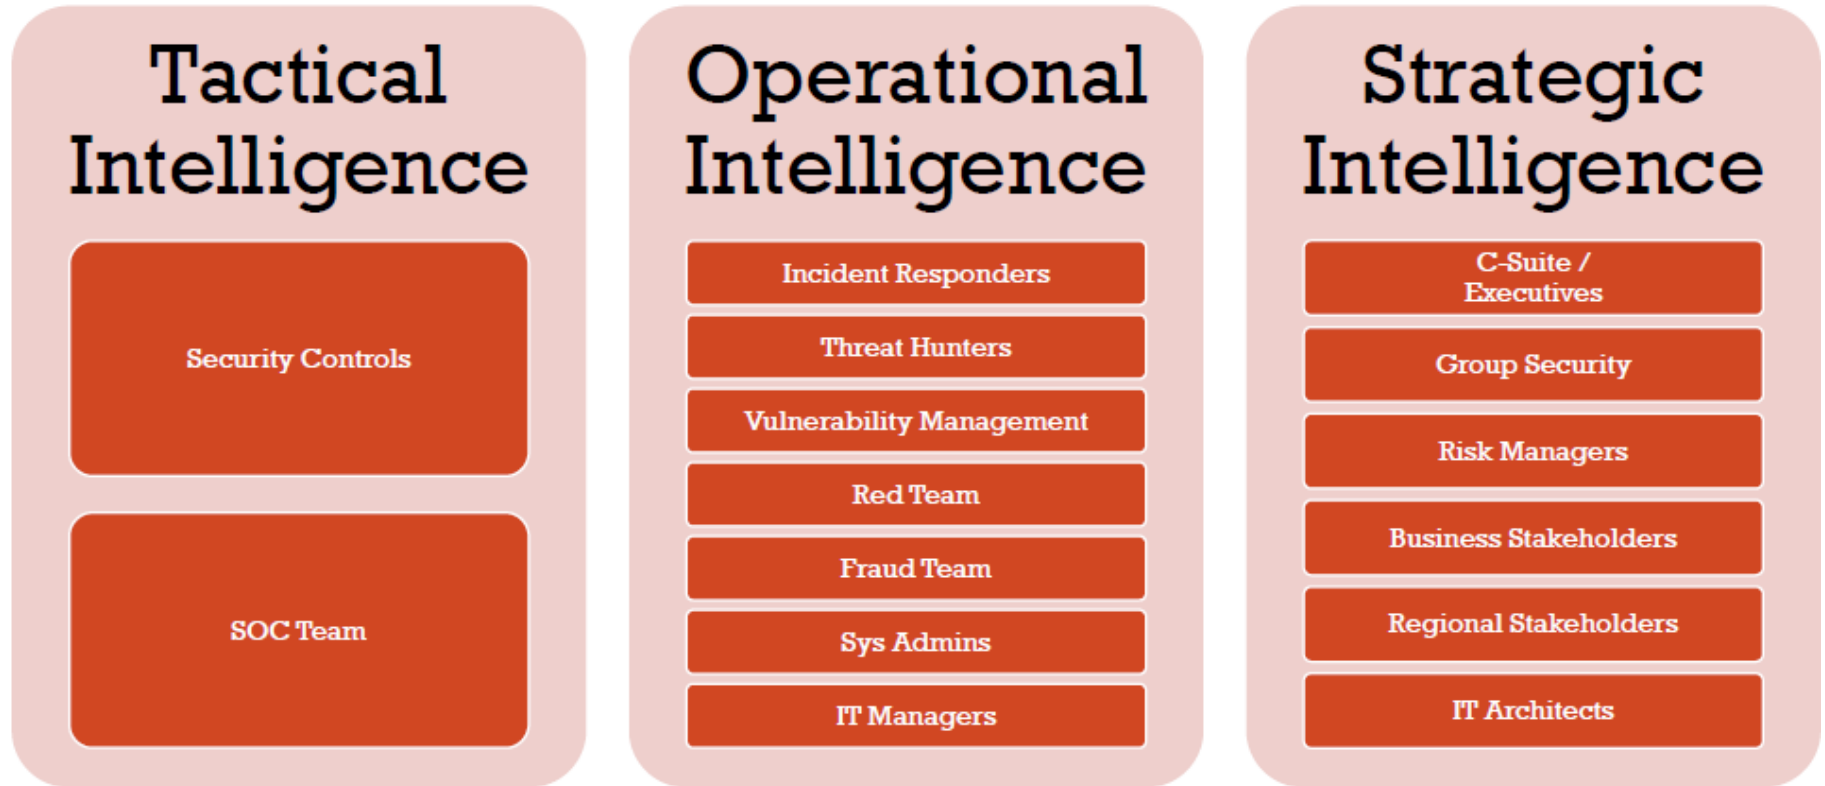 Tactical
Intelligence
Security Controls
SOC Team
Operational
Intelligence
Incident Responders
Threat Hunters
Vulnerability Management
Red Team
Fraud Team
Sys Admins
IT Managers
Strategic
Intelligence
C-Suite /
Executives
Group Security
Risk Managers
Business Stakeholders
Regional Stakeholders
IT Architects